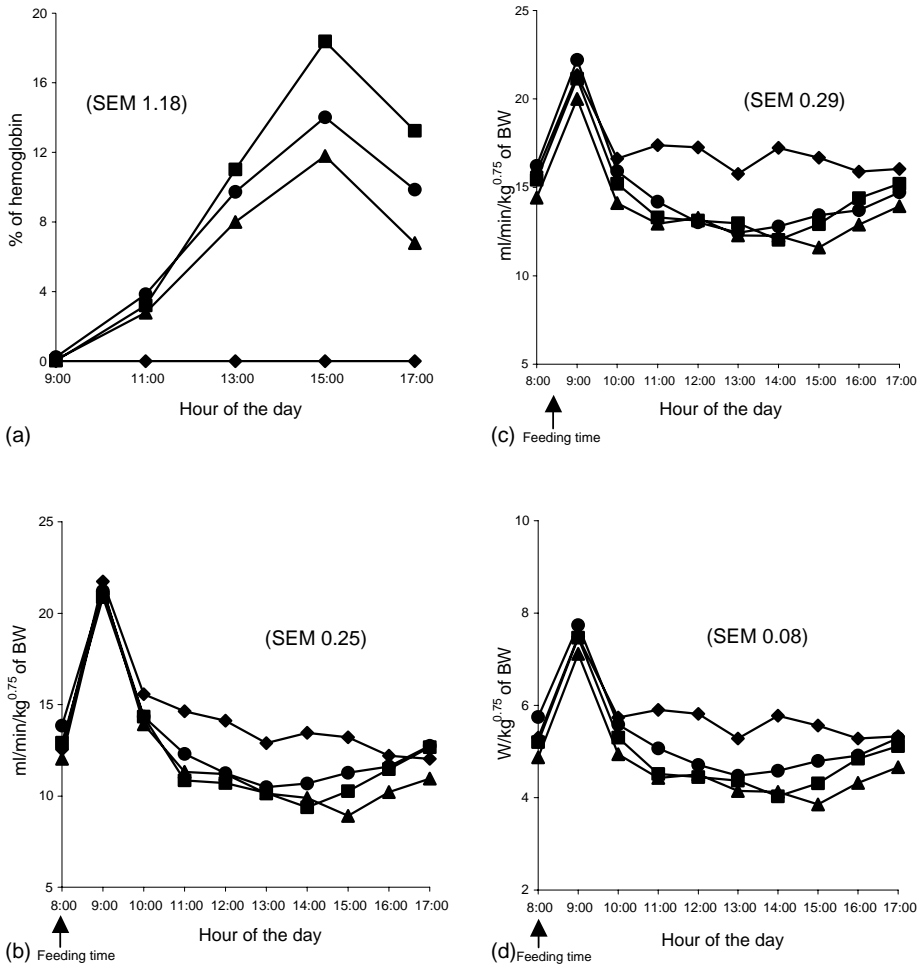 20
16
12
8
4
0
% of hemoglobin
(SEM 1.18)
9:00 11:00 13:00 15:00 17:00
Hour of the day
(a)
25
20
15
10
5
ml/min/kg0.75 of BW
(SEM 0.29)
8:00 9:00 10:00 11:00 12:00 13:00 14:00 15:00 16:00 17:00
Hour of the day
(c) Feeding time
25
20
15
10
5
ml/min/kg0.75 of BW
(SEM 0.25)
8:00 9:00 10:00 11:00 12:00 13:00 14:00 15:00 16:00 17:00
Hour of the day
(b) Feeding time
10
8
6
4
2
W/kg0.75 of BW
(SEM 0.08)
8:00 9:00 10:00 11:00 12:00 13:00 14:00 15:00 16:00 17:00
Hour of the day
(d) Feeding time